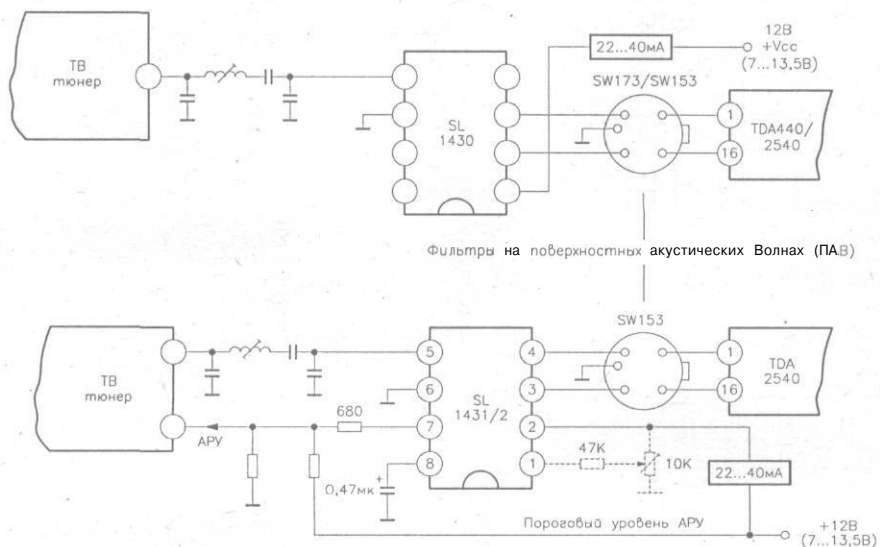 ТВ
тюнер
SL
1430
22...40мА
12В
+Vcc
(7...13,5В)
SW173/SW153
1
16
TDA440/
2540
Фильтры на поверхностных акустических Волнах (ПАВ)
ТВ
тюнер
АРУ
680
0,47мк
+
5
6
7
8
SL
1431/2
4
3
2
1
SW153
1
16
TDA
2540
47К
10К
22...40мА
Пороговый уровень АРУ
+12В
(7...13,5В)